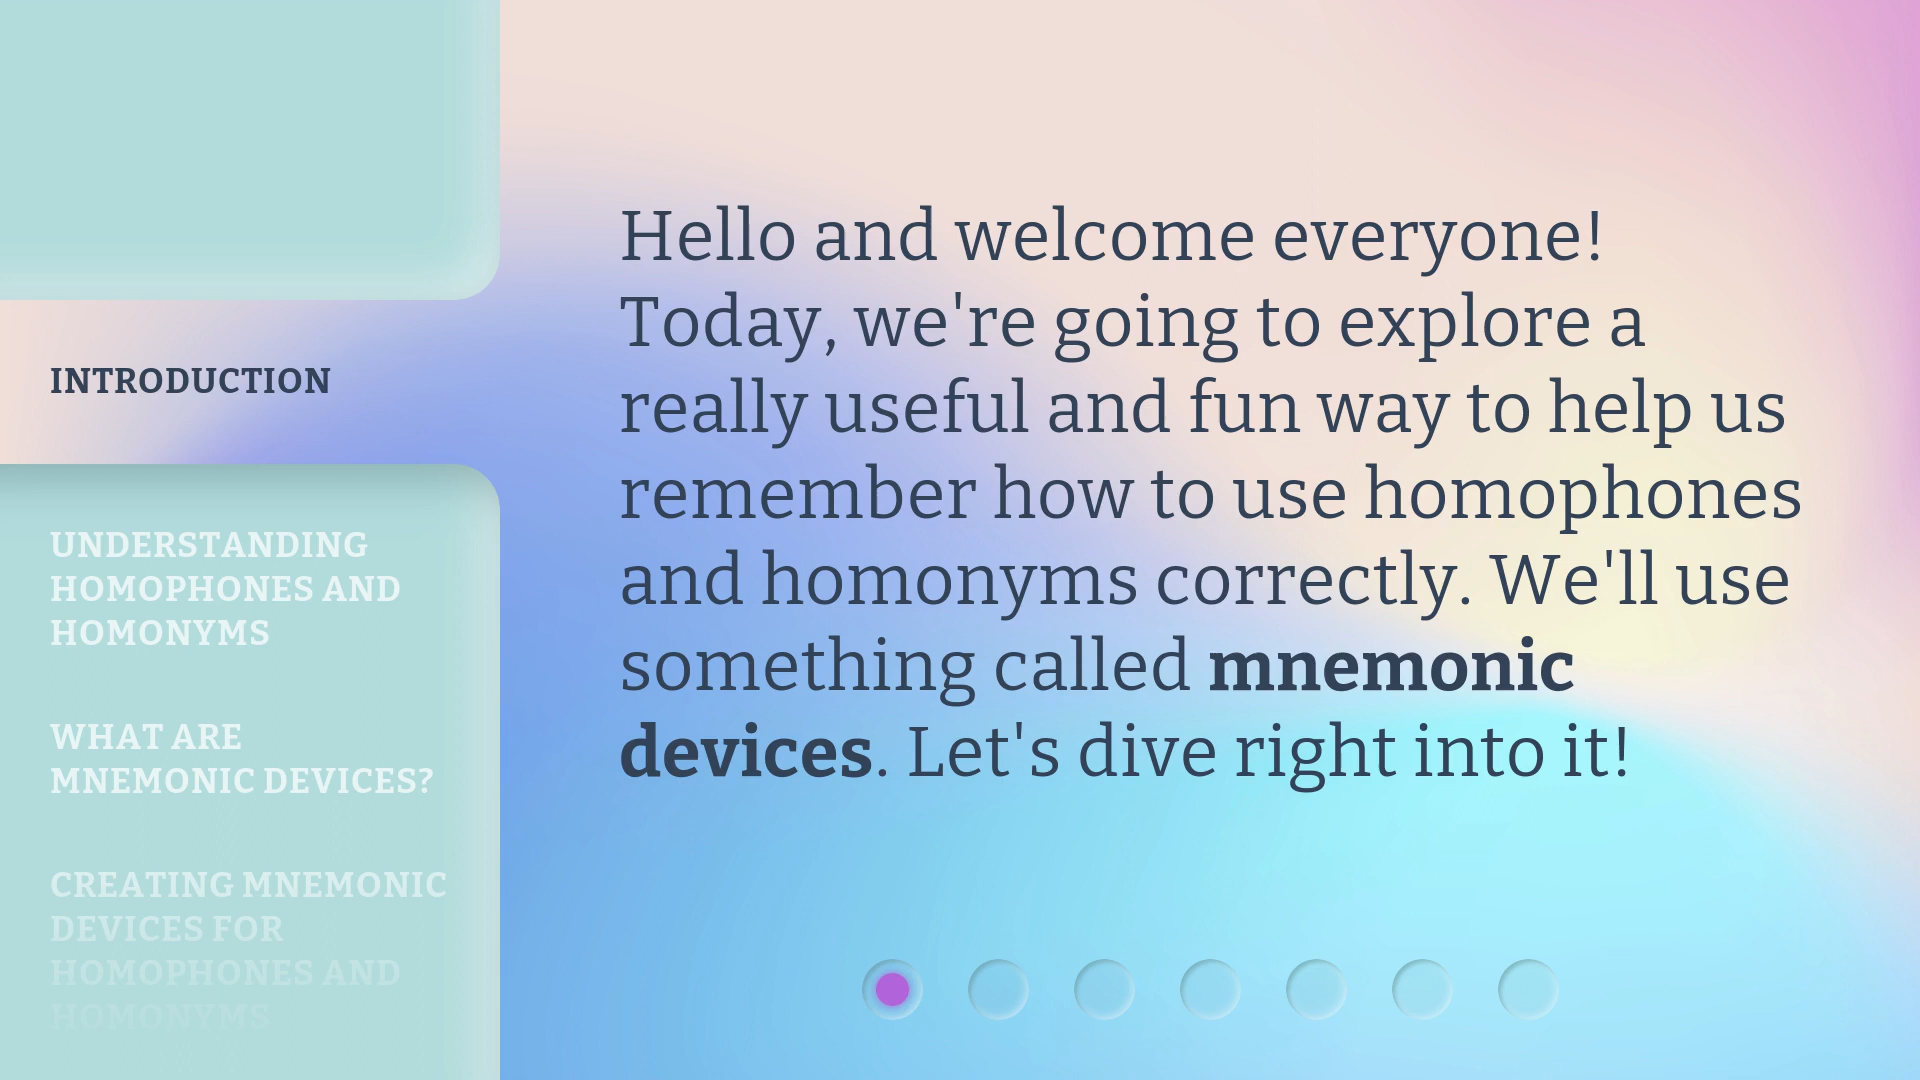 INTRODUCTION
UNDERSTANDING
HOMOPHONES AND
HOMONYMS
WHAT ARE
MNEMONIC DEVICES?
CREATING MNEMONIC
DEVICES FOR
HOMOPHONES AND
HOMONYMS
Hello and welcome everyone!
Today, we're going to explore a
really useful and fun way to help us
remember how to use homophones
and homonyms correctly. We'll use
something called mnemonic
devices. Let's dive right into it!